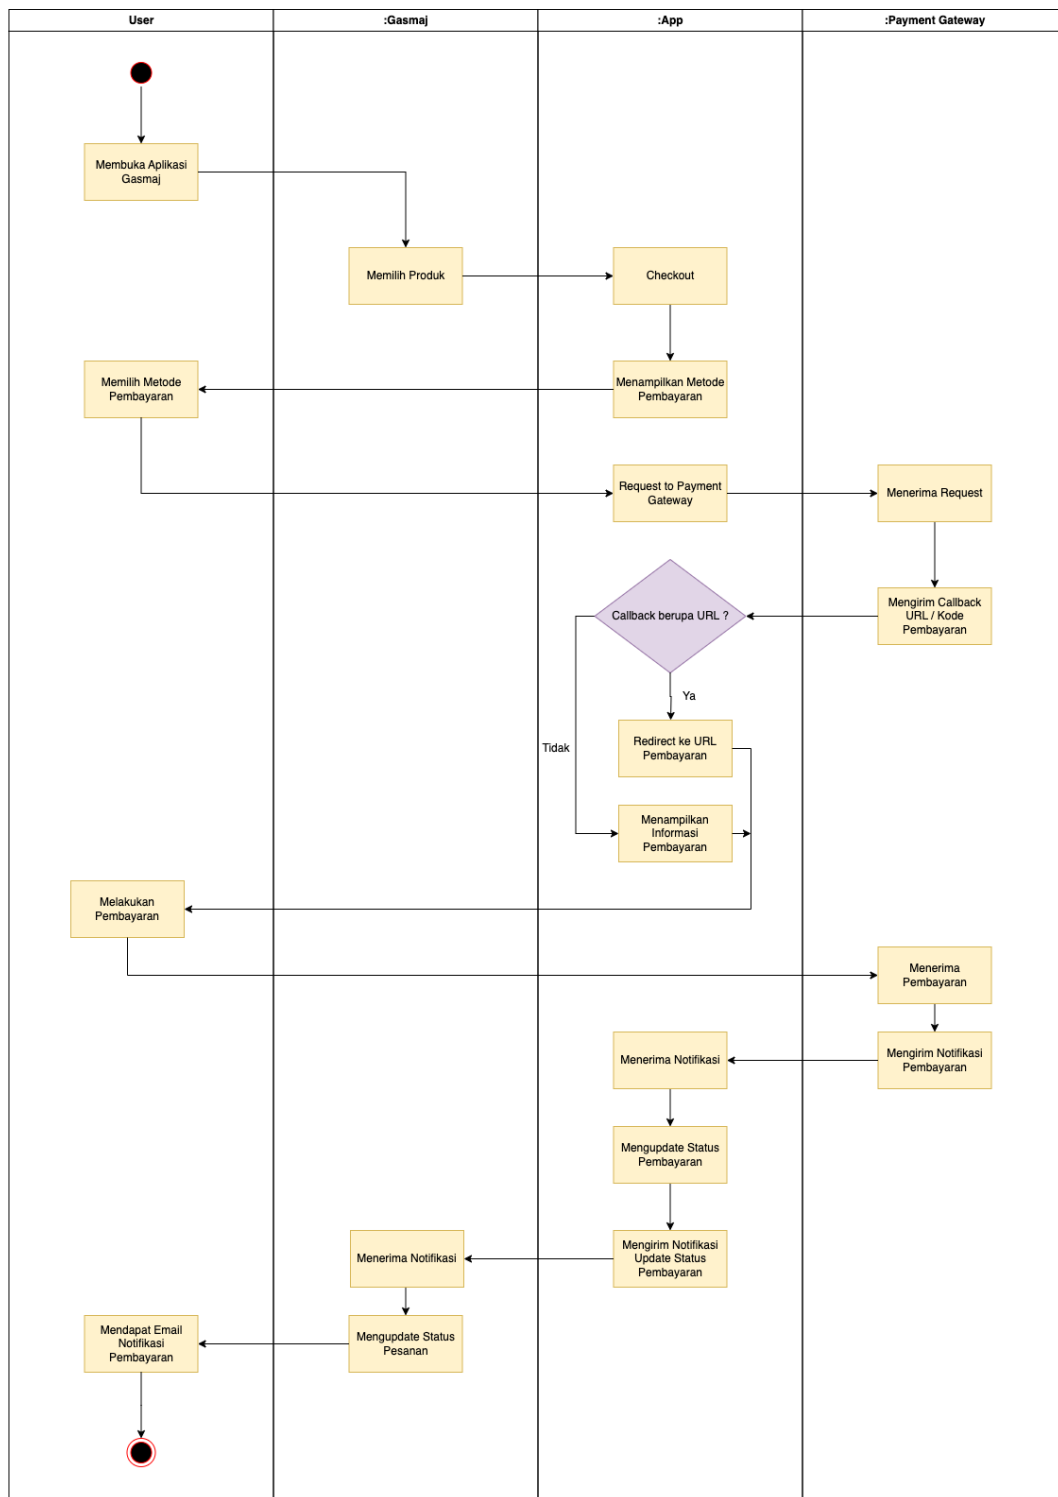 User
:Gasmaj
:App
:Payment Gateway
Membuka Aplikasi
Gasmaj
Memilih Produk
Checkout
Memilih Metode
Pembayaran
Menampilkan Metode
Pembayaran
Request to Payment
Gateway
Menerima Request
Callback berupa URL ?
Mengirim Callback
URL / Kode
Pembayaran
Ya
Tidak
Redirect ke URL
Pembayaran
Menampilkan
Informasi
Pembayaran
Melakukan
Pembayaran
Menerima
Pembayaran
Menerima Notifikasi
Mengirim Notifikasi
Pembayaran
Mengupdate Status
Pembayaran
Menerima Notifikasi
Mengirim Notifikasi
Update Status
Pembayaran
Mendapat Email
Notifikasi
Pembayaran
Mengupdate Status
Pesanan